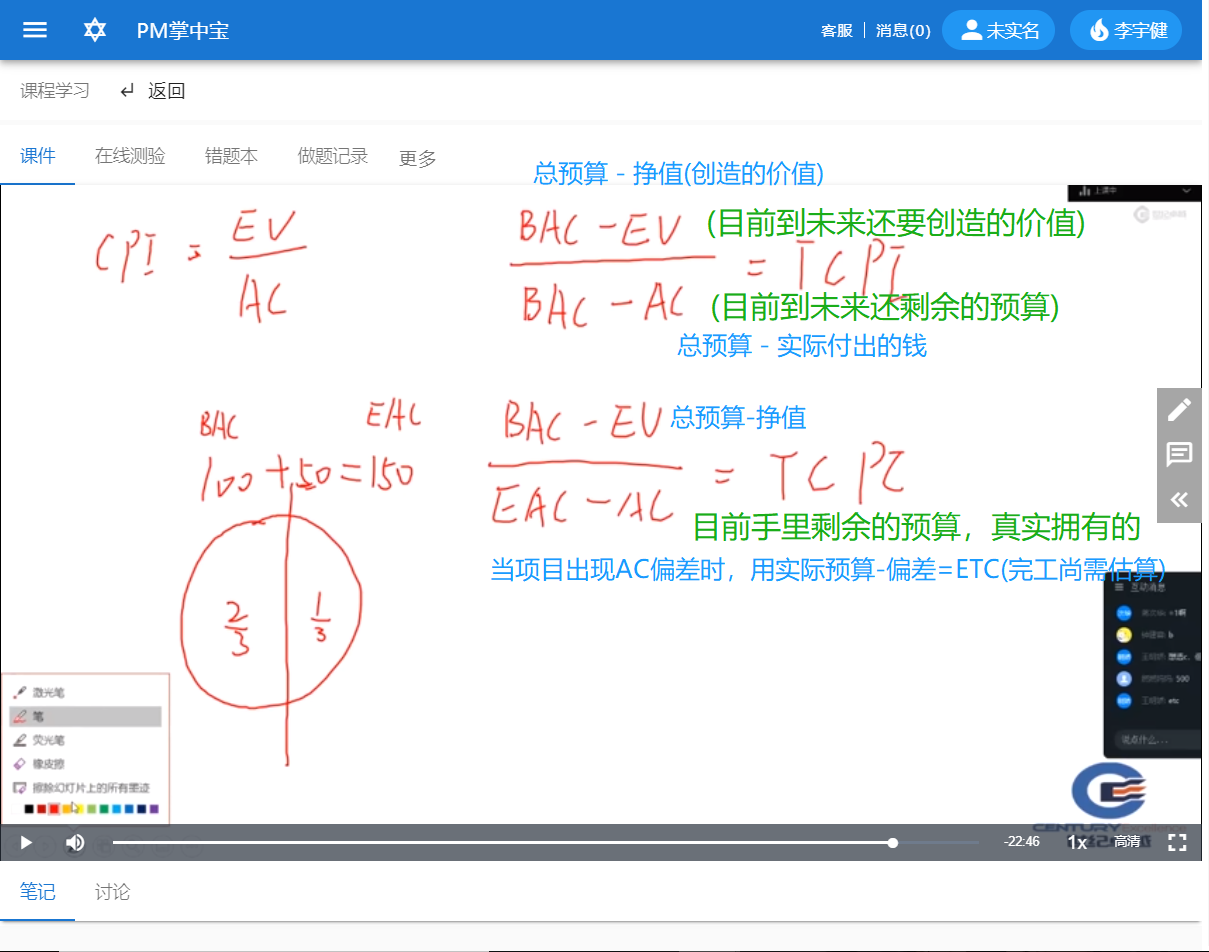 PM掌中宝
客服 消息(0) 未实名 李宇健
课程学习 返回
课件 在线测验 错题本 做题记录 更多
总预算 - 挣值(创造的价值)
上课中
CPI = EV / AC
BAC - EV (目前到未来还要创造的价值)
= TCPI
BAC - AC (目前到未来还剩余的预算)
总预算 - 实际付出的钱
BAC EAC
100 + 50 = 150
BAC - EV 总预算-挣值
= TCPI
EAC - AC
目前手里剩余的预算，真实拥有的
当项目出现AC偏差时，用实际预算-偏差=ETC(完工尚需估算)
2/3 1/3
互动消息
b
500
etc
说点什么...
激光笔
笔
荧光笔
橡皮擦
擦除幻灯片上的所有墨迹
CENTURY
-22:46 1x 高清
笔记 讨论